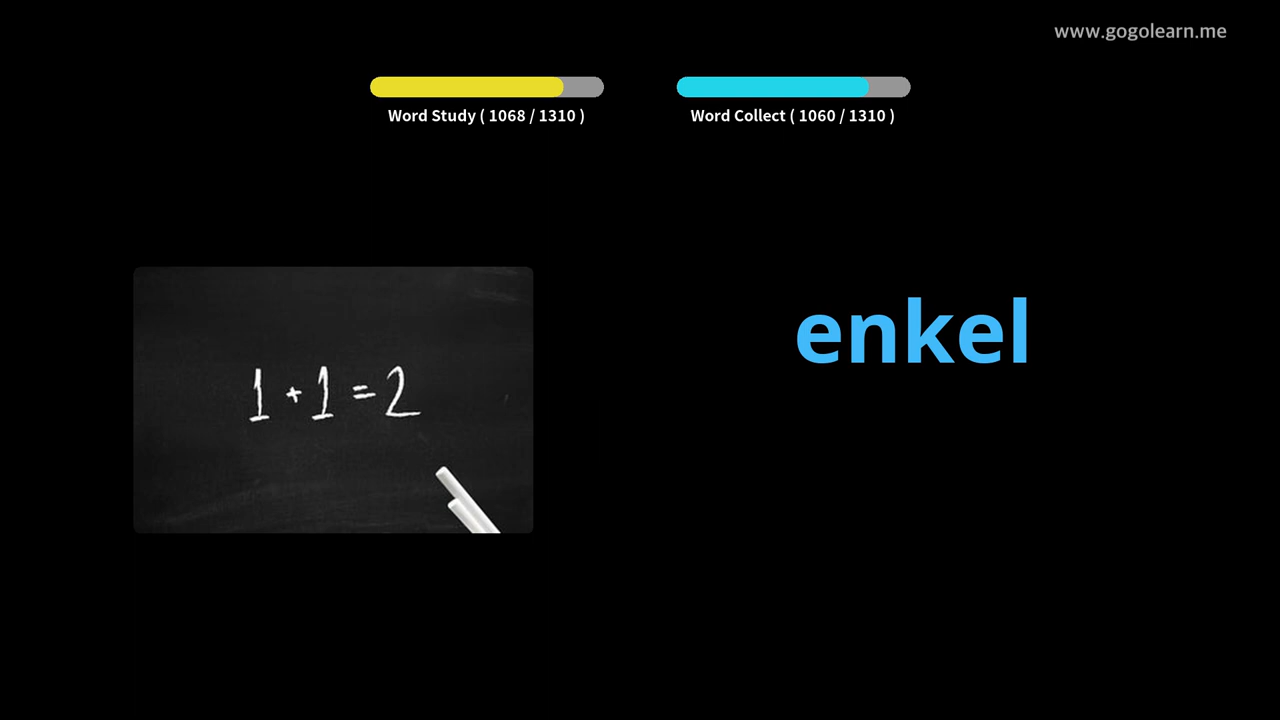 www.gogolearn.me
Word Study ( 1068 / 1310 )
Word Collect ( 1060 / 1310 )
enkel
1 + 1 = 2